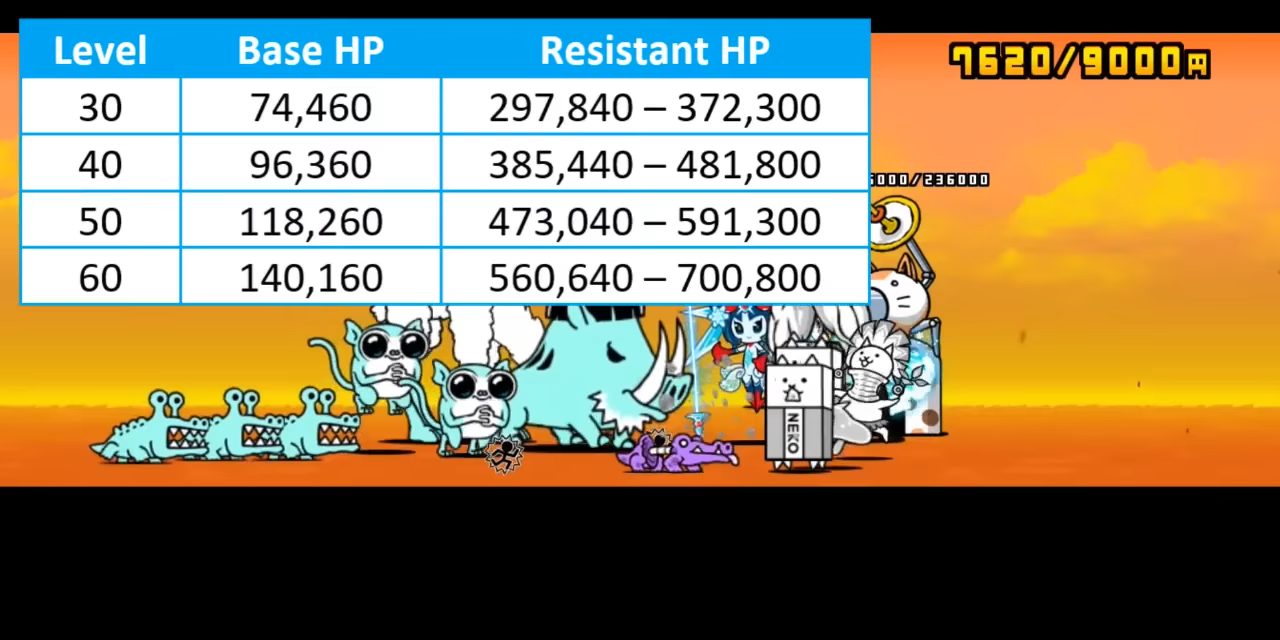 Level Base HP Resistant HP
30 74,460 297,840 – 372,300
40 96,360 385,440 – 481,800
50 118,260 473,040 – 591,300
60 140,160 560,640 – 700,800
7620/9000円
000/236000
NEKO